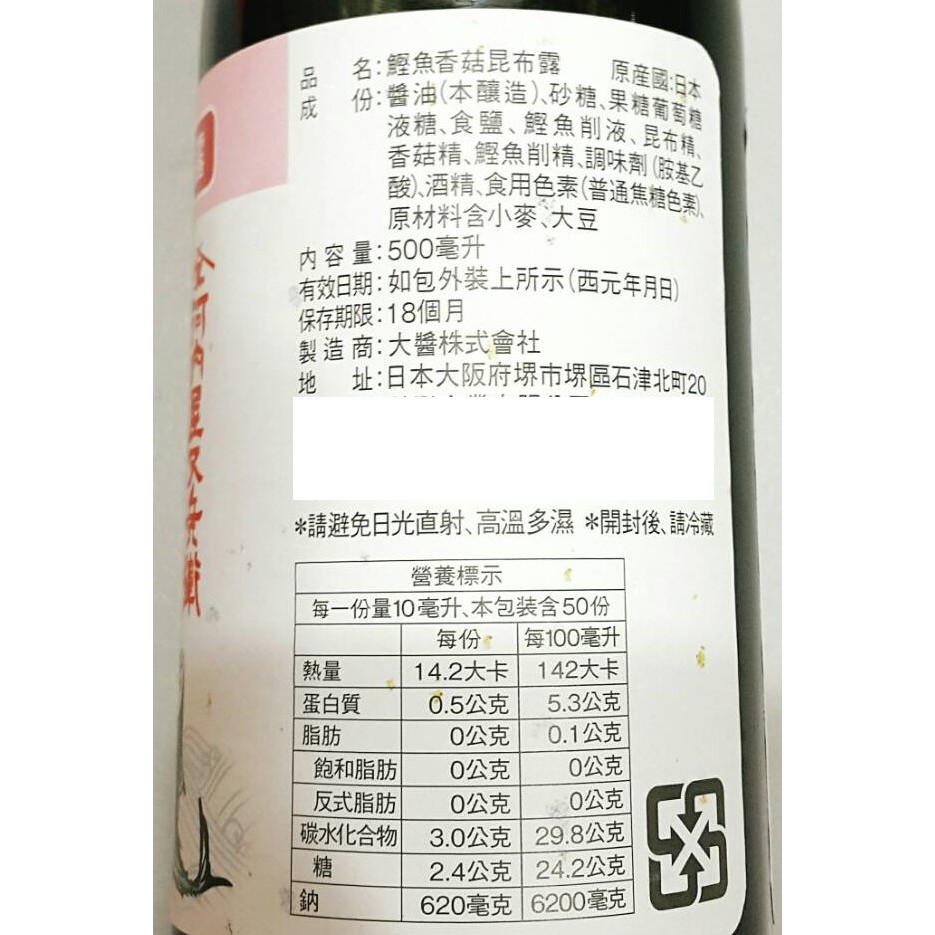 品名:鰹魚香菇昆布露 原産國:日本
成份:醬油(本釀造)、砂糖、果糖葡萄糖
液糖、食鹽、鰹魚削液、昆布精、
香菇精、鰹魚削精、調味劑(胺基乙
酸)、酒精、食用色素(普通焦糖色素)、
原材料含小麥、大豆
內容量:500毫升
有效日期:如包外裝上所示(西元年月日)
保存期限:18個月
製造商:大醬株式會社
地址:日本大阪府堺市堺區石津北町20
*請避免日光直射、高溫多濕 *開封後、請冷藏
營養標示
每一份量10毫升、本包裝含50份
每份 每100毫升
熱量 14.2大卡 142大卡
蛋白質 0.5公克 5.3公克
脂肪 0公克 0.1公克
飽和脂肪 0公克 0公克
反式脂肪 0公克 0公克
碳水化合物 3.0公克 29.8公克
糖 2.4公克 24.2公克
鈉 620毫克 6200毫克